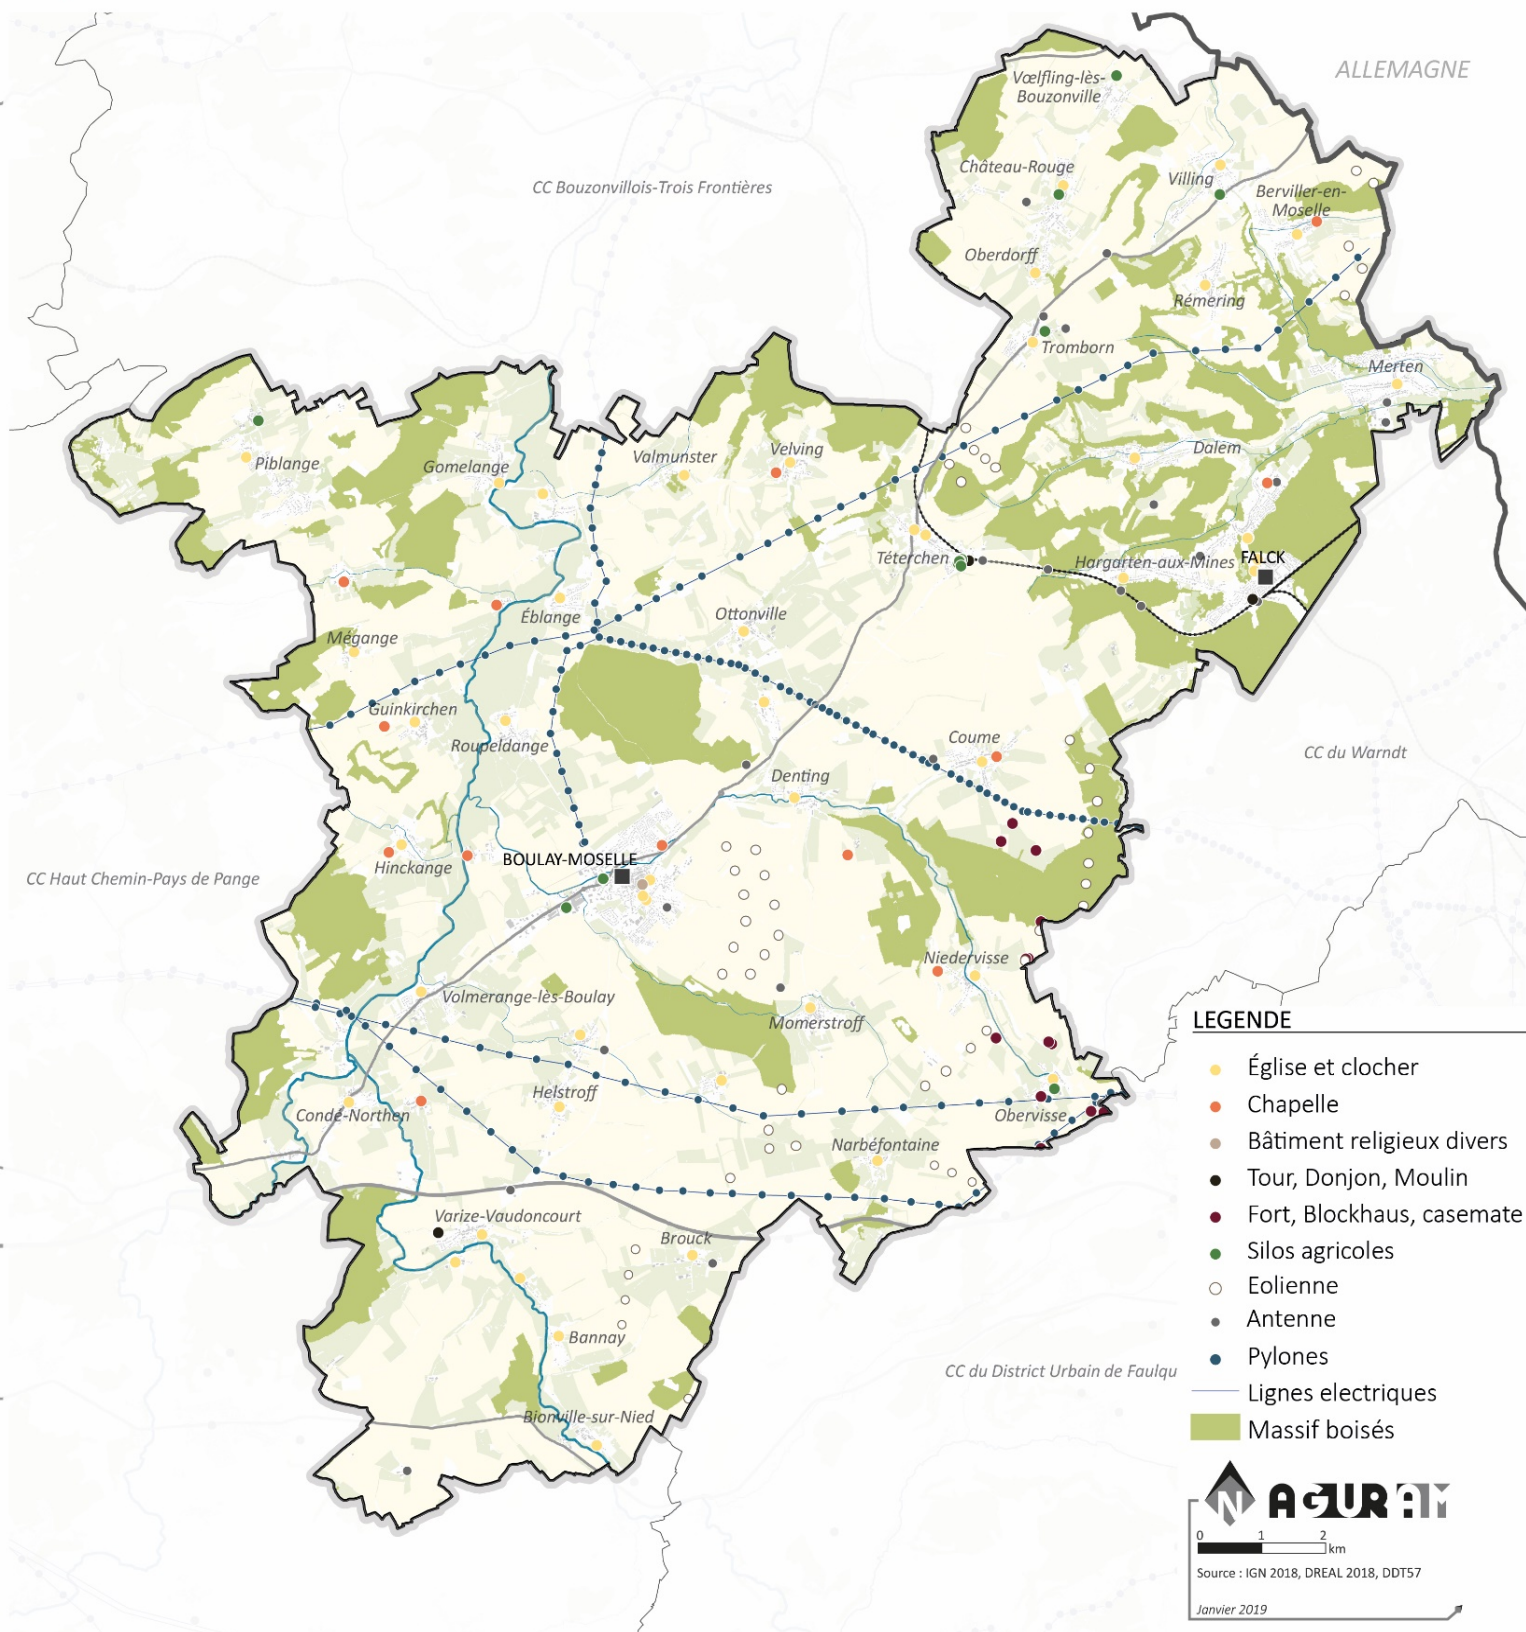 ALLEMAGNE
Vœlfling-lès-
Bouzonville
Château-Rouge
Villing
Berviller-en-
Moselle
CC Bouzonvillois-Trois Frontières
Oberdorff
Rémering
Tromborn
Merten
Piblange
Gomelange
Valmunster
Velving
Dalem
Téterchen
Hargarten-aux-Mines
FALCK
Éblange
Ottonville
Mégange
Guinkirchen
Roupeldange
Coume
CC du Warndt
Denting
BOULAY-MOSELLE
Hinckange
CC Haut Chemin-Pays de Pange
Niedervisse
Volmerange-lès-Boulay
Momerstroff
Helstroff
Condé-Northen
Obervisse
Narbéfontaine
Varize-Vaudoncourt
Brouck
Bannay
CC du District Urbain de Faulqu
Bionville-sur-Nied
LEGENDE
Église et clocher
Chapelle
Bâtiment religieux divers
Tour, Donjon, Moulin
Fort, Blockhaus, casemate
Silos agricoles
Eolienne
Antenne
Pylones
Lignes electriques
Massif boisés
N AGURAM
0 1 2
km
Source : IGN 2018, DREAL 2018, DDT57
Janvier 2019